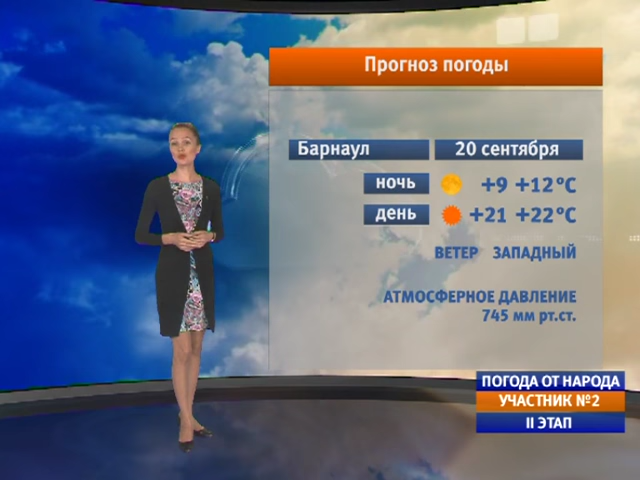 Прогноз погоды
Барнаул 20 сентября
ночь +9 +12°C
день +21 +22°C
ВЕТЕР ЗАПАДНЫЙ
АТМОСФЕРНОЕ ДАВЛЕНИЕ
745 мм рт.ст.
ПОГОДА ОТ НАРОДА
УЧАСТНИК №2
II ЭТАП